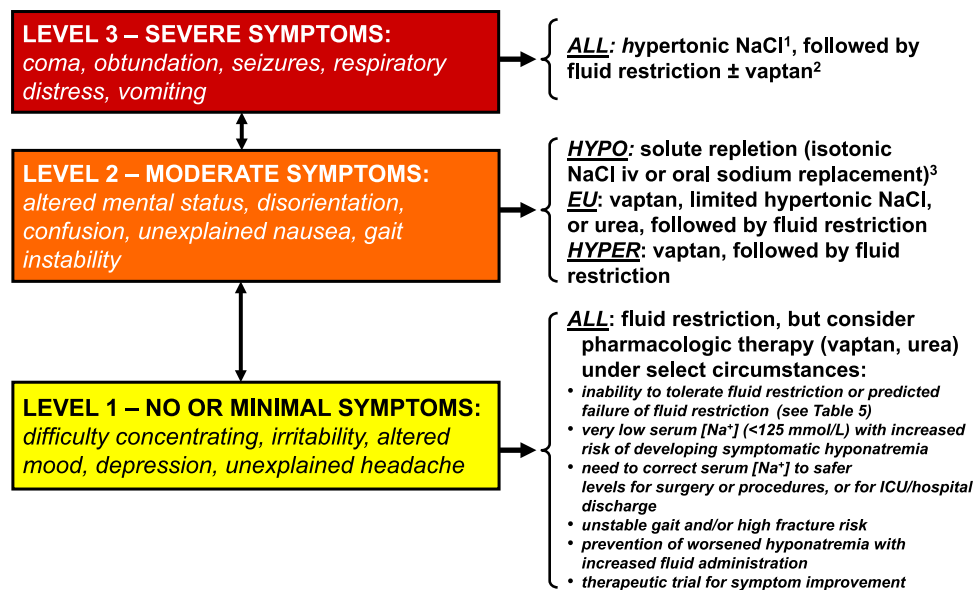 LEVEL 3 – SEVERE SYMPTOMS:
coma, obtundation, seizures, respiratory
distress, vomiting
ALL: hypertonic NaCl¹, followed by
fluid restriction ± vaptan²
LEVEL 2 – MODERATE SYMPTOMS:
altered mental status, disorientation,
confusion, unexplained nausea, gait
instability
HYPO: solute repletion (isotonic
NaCl iv or oral sodium replacement)³
EU: vaptan, limited hypertonic NaCl,
or urea, followed by fluid restriction
HYPER: vaptan, followed by fluid
restriction
LEVEL 1 – NO OR MINIMAL SYMPTOMS:
difficulty concentrating, irritability, altered
mood, depression, unexplained headache
ALL: fluid restriction, but consider
pharmacologic therapy (vaptan, urea)
under select circumstances:
• inability to tolerate fluid restriction or predicted
failure of fluid restriction (see Table 5)
• very low serum [Na⁺] (<125 mmol/L) with increased
risk of developing symptomatic hyponatremia
• need to correct serum [Na⁺] to safer
levels for surgery or procedures, or for ICU/hospital
discharge
• unstable gait and/or high fracture risk
• prevention of worsened hyponatremia with
increased fluid administration
• therapeutic trial for symptom improvement